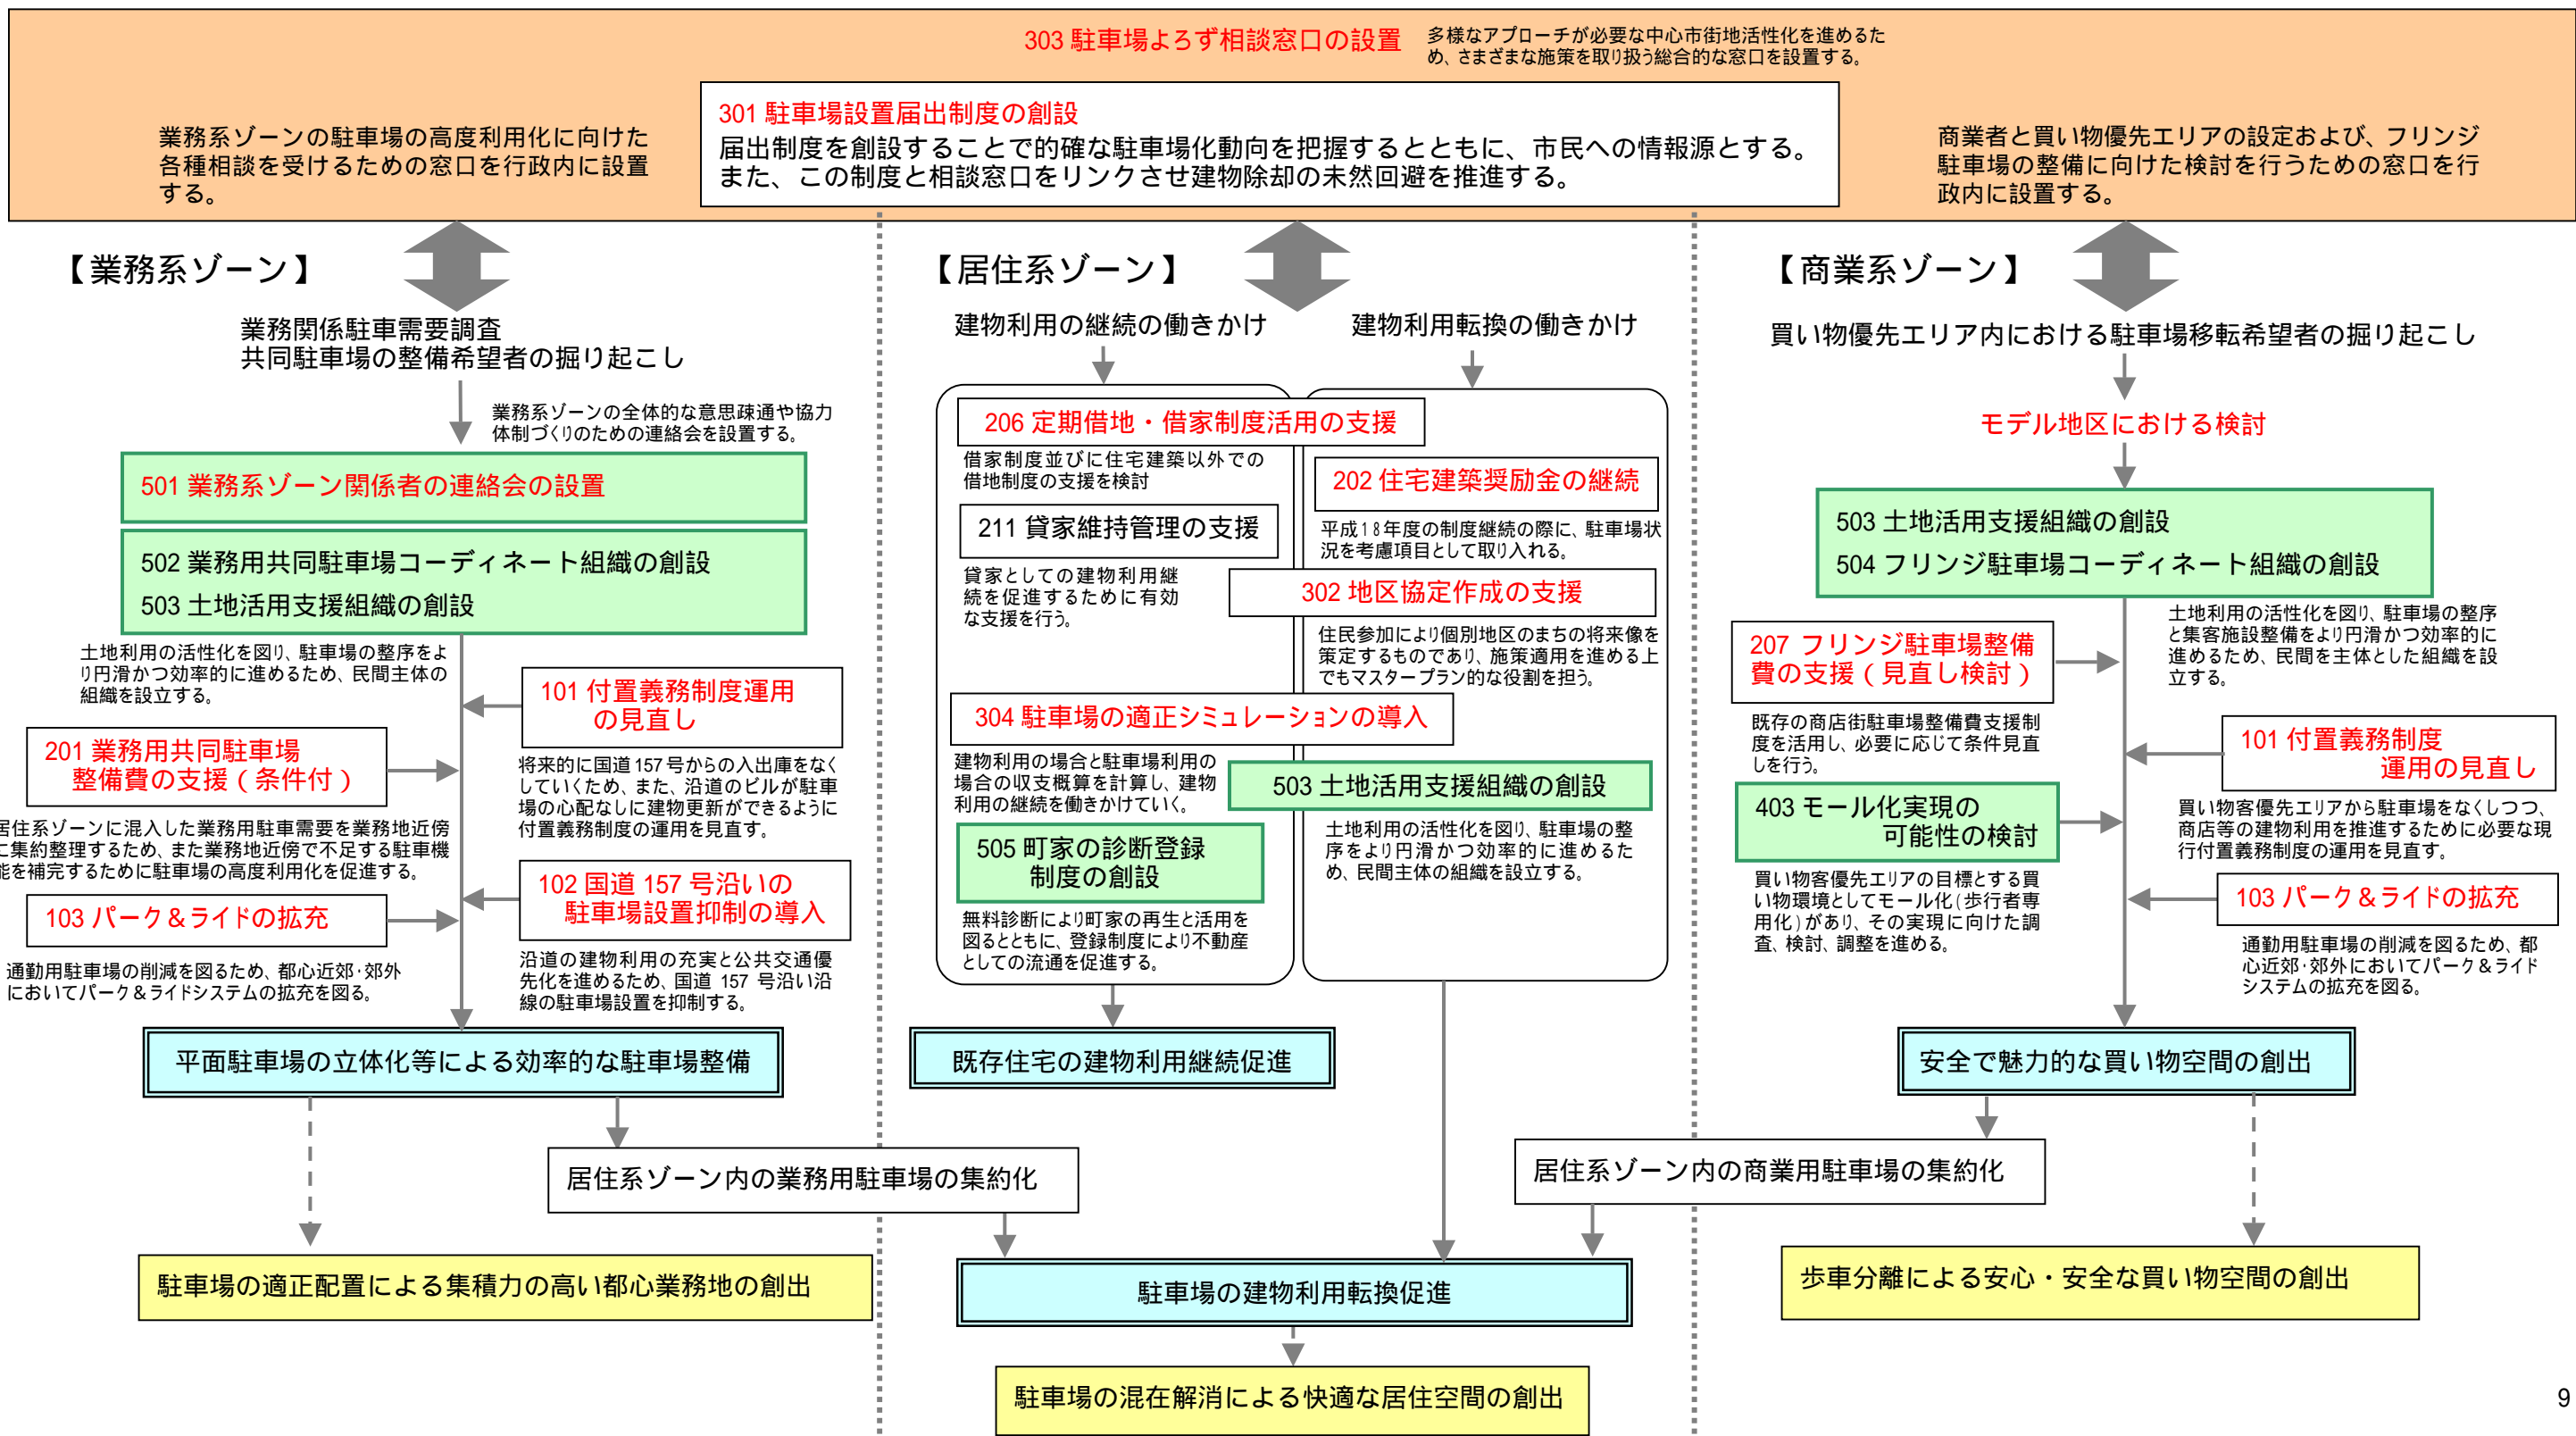 303 駐車場よろず相談窓口の設置
多様なアプローチが必要な中心市街地活性化を進めるた
め、さまざまな施策を取り扱う総合的な窓口を設置する。
業務系ゾーンの駐車場の高度利用化に向けた
各種相談を受けるための窓口を行政内に設置
する。
301 駐車場設置届出制度の創設
届出制度を創設することで的確な駐車場化動向を把握するとともに、市民への情報源とする。
また、この制度と相談窓口をリンクさせ建物除却の未然回避を推進する。
商業者と買い物優先エリアの設定および、フリンジ
駐車場の整備に向けた検討を行うための窓口を行
政内に設置する。
【業務系ゾーン】
業務関係駐車需要調査
共同駐車場の整備希望者の掘り起こし
業務系ゾーンの全体的な意思疎通や協力
体制づくりのための連絡会を設置する。
501 業務系ゾーン関係者の連絡会の設置
502 業務用共同駐車場コーディネート組織の創設
503 土地活用支援組織の創設
土地利用の活性化を図り、駐車場の整序をよ
り円滑かつ効率的に進めるため、民間主体の
組織を設立する。
101 付置義務制度運用
の見直し
将来的に国道157号からの入出庫をなく
していくため、また、沿道のビルが駐車
場の心配なしに建物更新ができるように
付置義務制度の運用を見直す。
201 業務用共同駐車場
整備費の支援（条件付）
居住系ゾーンに混入した業務用駐車需要を業務地近傍
に集約整理するため、また業務地近傍で不足する駐車機
能を補完するために駐車場の高度利用化を促進する。
102 国道 157 号沿いの
駐車場設置抑制の導入
沿道の建物利用の充実と公共交通優
先化を進めるため、国道 157 号沿い沿
線の駐車場設置を抑制する。
103 パーク＆ライドの拡充
通勤用駐車場の削減を図るため、都心近郊・郊外
においてパーク＆ライドシステムの拡充を図る。
平面駐車場の立体化等による効率的な駐車場整備
居住系ゾーン内の業務用駐車場の集約化
駐車場の適正配置による集積力の高い都心業務地の創出
【居住系ゾーン】
建物利用の継続の働きかけ
建物利用転換の働きかけ
206 定期借地・借家制度活用の支援
借家制度並びに住宅建築以外での
借地制度の支援を検討
202 住宅建築奨励金の継続
平成18年度の制度継続の際に、駐車場状
況を考慮項目として取り入れる。
211 貸家維持管理の支援
貸家としての建物利用継
続を促進するために有効
な支援を行う。
302 地区協定作成の支援
住民参加により個別地区のまちの将来像を
策定するものであり、施策適用を進める上
でもマスタープラン的な役割を担う。
304 駐車場の適正シミュレーションの導入
建物利用の場合と駐車場利用の
場合の収支概算を計算し、建物
利用の継続を働きかけていく。
503 土地活用支援組織の創設
土地利用の活性化を図り、駐車場の整
序をより円滑かつ効率的に進めるた
め、民間主体の組織を設立する。
505 町家の診断登録
制度の創設
無料診断により町家の再生と活用を
図るとともに、登録制度により不動産
としての流通を促進する。
既存住宅の建物利用継続促進
駐車場の建物利用転換促進
駐車場の混在解消による快適な居住空間の創出
【商業系ゾーン】
買い物優先エリア内における駐車場移転希望者の掘り起こし
モデル地区における検討
503 土地活用支援組織の創設
504 フリンジ駐車場コーディネート組織の創設
土地利用の活性化を図り、駐車場の整序
と集客施設整備をより円滑かつ効率的に
進めるため、民間を主体とした組織を設
立する。
207 フリンジ駐車場整備
費の支援（見直し検討）
既存の商店街駐車場整備費支援制
度を活用し、必要に応じて条件見直
しを行う。
101 付置義務制度
運用の見直し
買い物客優先エリアから駐車場をなくしつつ、
商店等の建物利用を推進するために必要な現
行付置義務制度の運用を見直す。
403 モール化実現の
可能性の検討
買い物客優先エリアの目標とする買
い物環境としてモール化（歩行者専
用化）があり、その実現に向けた調
査、検討、調整を進める。
103 パーク＆ライドの拡充
通勤用駐車場の削減を図るため、都
心近郊・郊外においてパーク＆ライド
システムの拡充を図る。
安全で魅力的な買い物空間の創出
居住系ゾーン内の商業用駐車場の集約化
歩車分離による安心・安全な買い物空間の創出
9